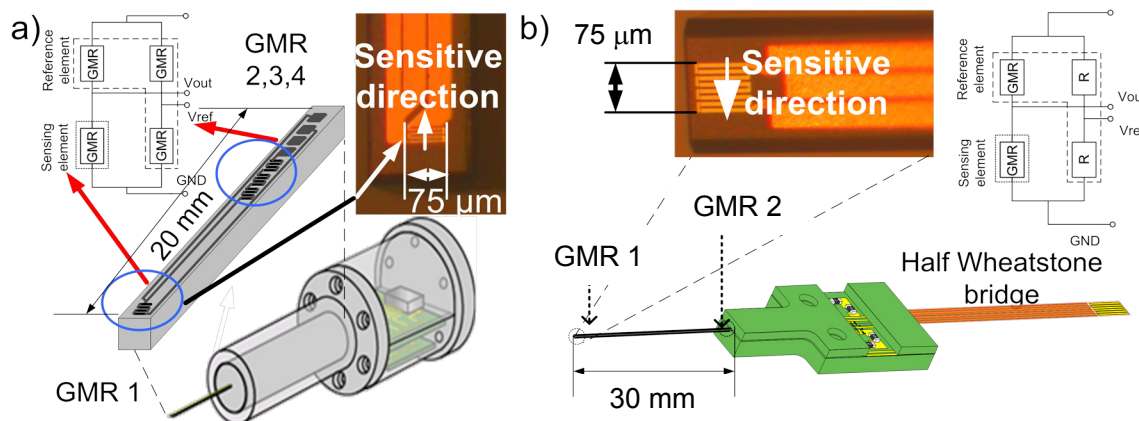 a)
Reference
element
Sensing
element
GMR
GMR
GMR
GMR
Vout
Vref
GND
GMR
2,3,4
Sensitive
direction
75 µm
20 mm
GMR 1
b)
75 µm
Sensitive
direction
Reference
element
Sensing
element
GMR
R
GMR
R
Vou
Vre
GND
GMR 1
GMR 2
Half Wheatstone
bridge
30 mm